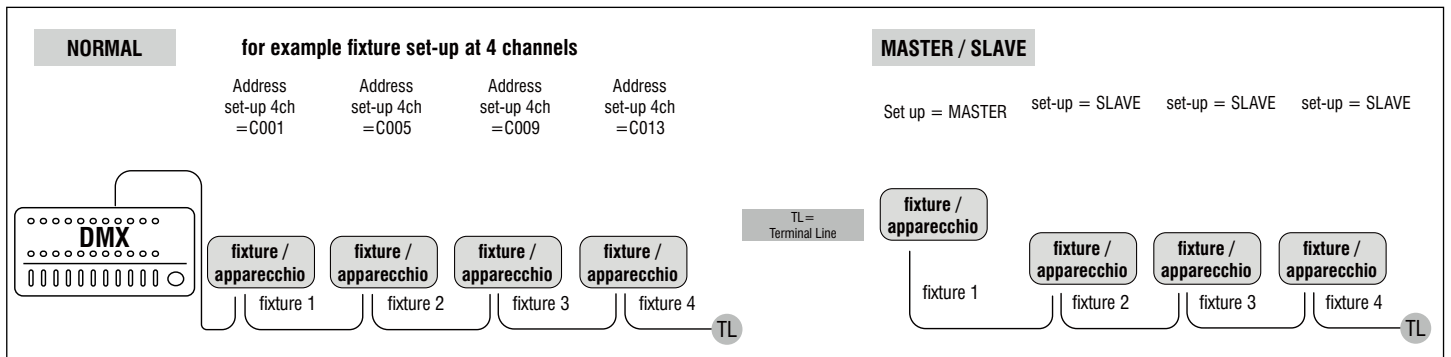 NORMAL
for example fixture set-up at 4 channels
Address
set-up 4ch
=C001
Address
set-up 4ch
=C005
Address
set-up 4ch
=C009
Address
set-up 4ch
=C013
DMX
fixture /
apparecchio
fixture 1
fixture /
apparecchio
fixture 2
fixture /
apparecchio
fixture 3
fixture /
apparecchio
fixture 4
TL
TL=
Terminal Line
MASTER / SLAVE
Set up = MASTER
set-up = SLAVE
set-up = SLAVE
set-up = SLAVE
fixture /
apparecchio
fixture 1
fixture /
apparecchio
fixture 2
fixture /
apparecchio
fixture 3
fixture /
apparecchio
fixture 4
TL